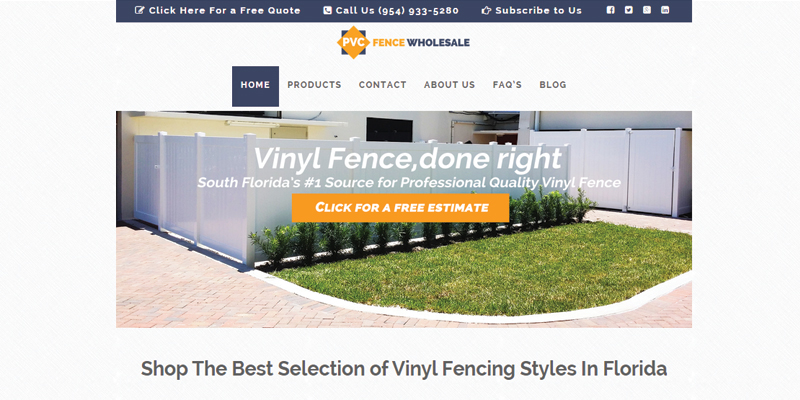 Click Here For a Free Quote Call Us (954) 933-5280 Subscribe to Us
PVC FENCE WHOLESALE
HOME PRODUCTS CONTACT ABOUT US FAQ'S BLOG
Vinyl Fence,done right
South Florida's #1 Source for Professional Quality Vinyl Fence
CLICK FOR A FREE ESTIMATE
Shop The Best Selection of Vinyl Fencing Styles In Florida